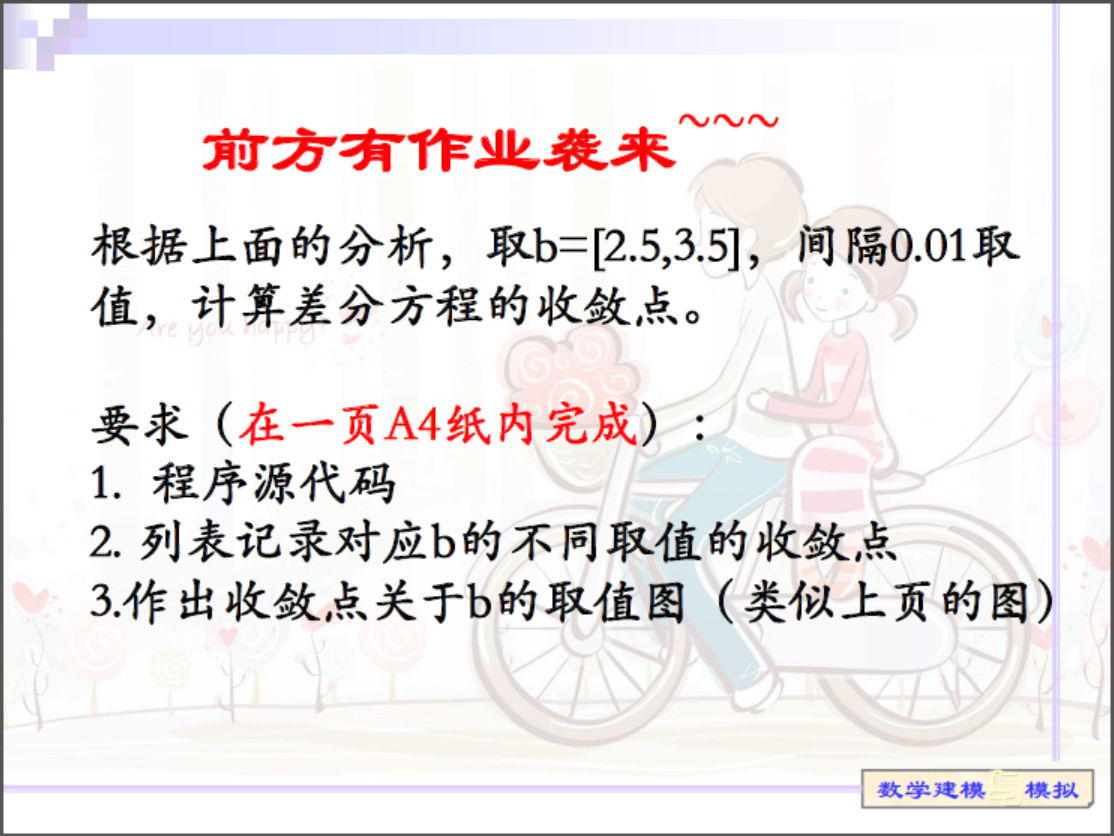 前方有作业袭来~~~
根据上面的分析，取b=[2.5,3.5]，间隔0.01取
值，计算差分方程的收敛点。
Are you happy?
要求（在一页A4纸内完成）：
1. 程序源代码
2. 列表记录对应b的不同取值的收敛点
3.作出收敛点关于b的取值图（类似上页的图）
数学建模与模拟